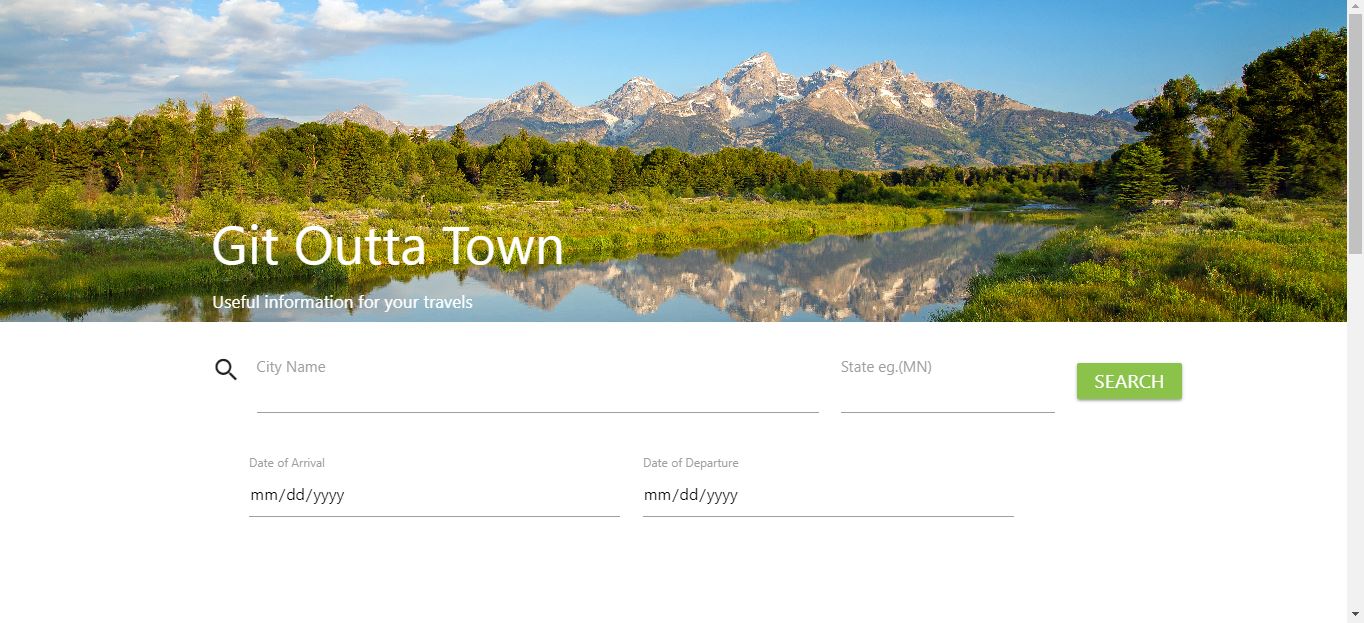 Git Outta Town
Useful information for your travels
City Name
State eg.(MN)
SEARCH
Date of Arrival
Date of Departure
mm/dd/yyyy
mm/dd/yyyy